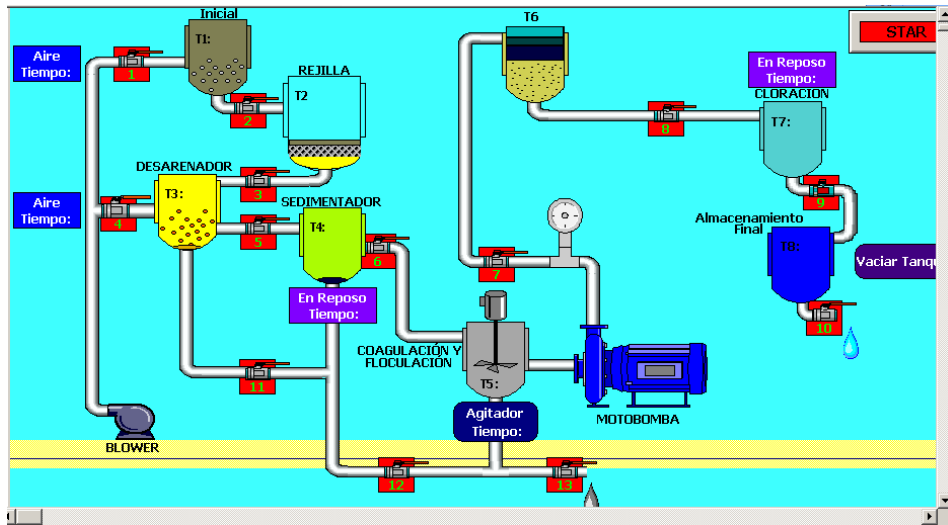 Inicial
T6
STAR
Aire
Tiempo:
T1:
1
En Reposo
Tiempo:
CLORACION
REJILLA
T2
2
8
T7:
DESARENADOR
T3:
3
9
Aire
Tiempo:
4
SEDIMENTADOR
T4:
5
6
Almacenamiento
Final
T8:
Vaciar Tanqu
7
En Reposo
Tiempo:
10
COAGULACIÓN Y
FLOCULACIÓN
11
T5:
Agitador
Tiempo:
MOTOBOMBA
BLOWER
12
13